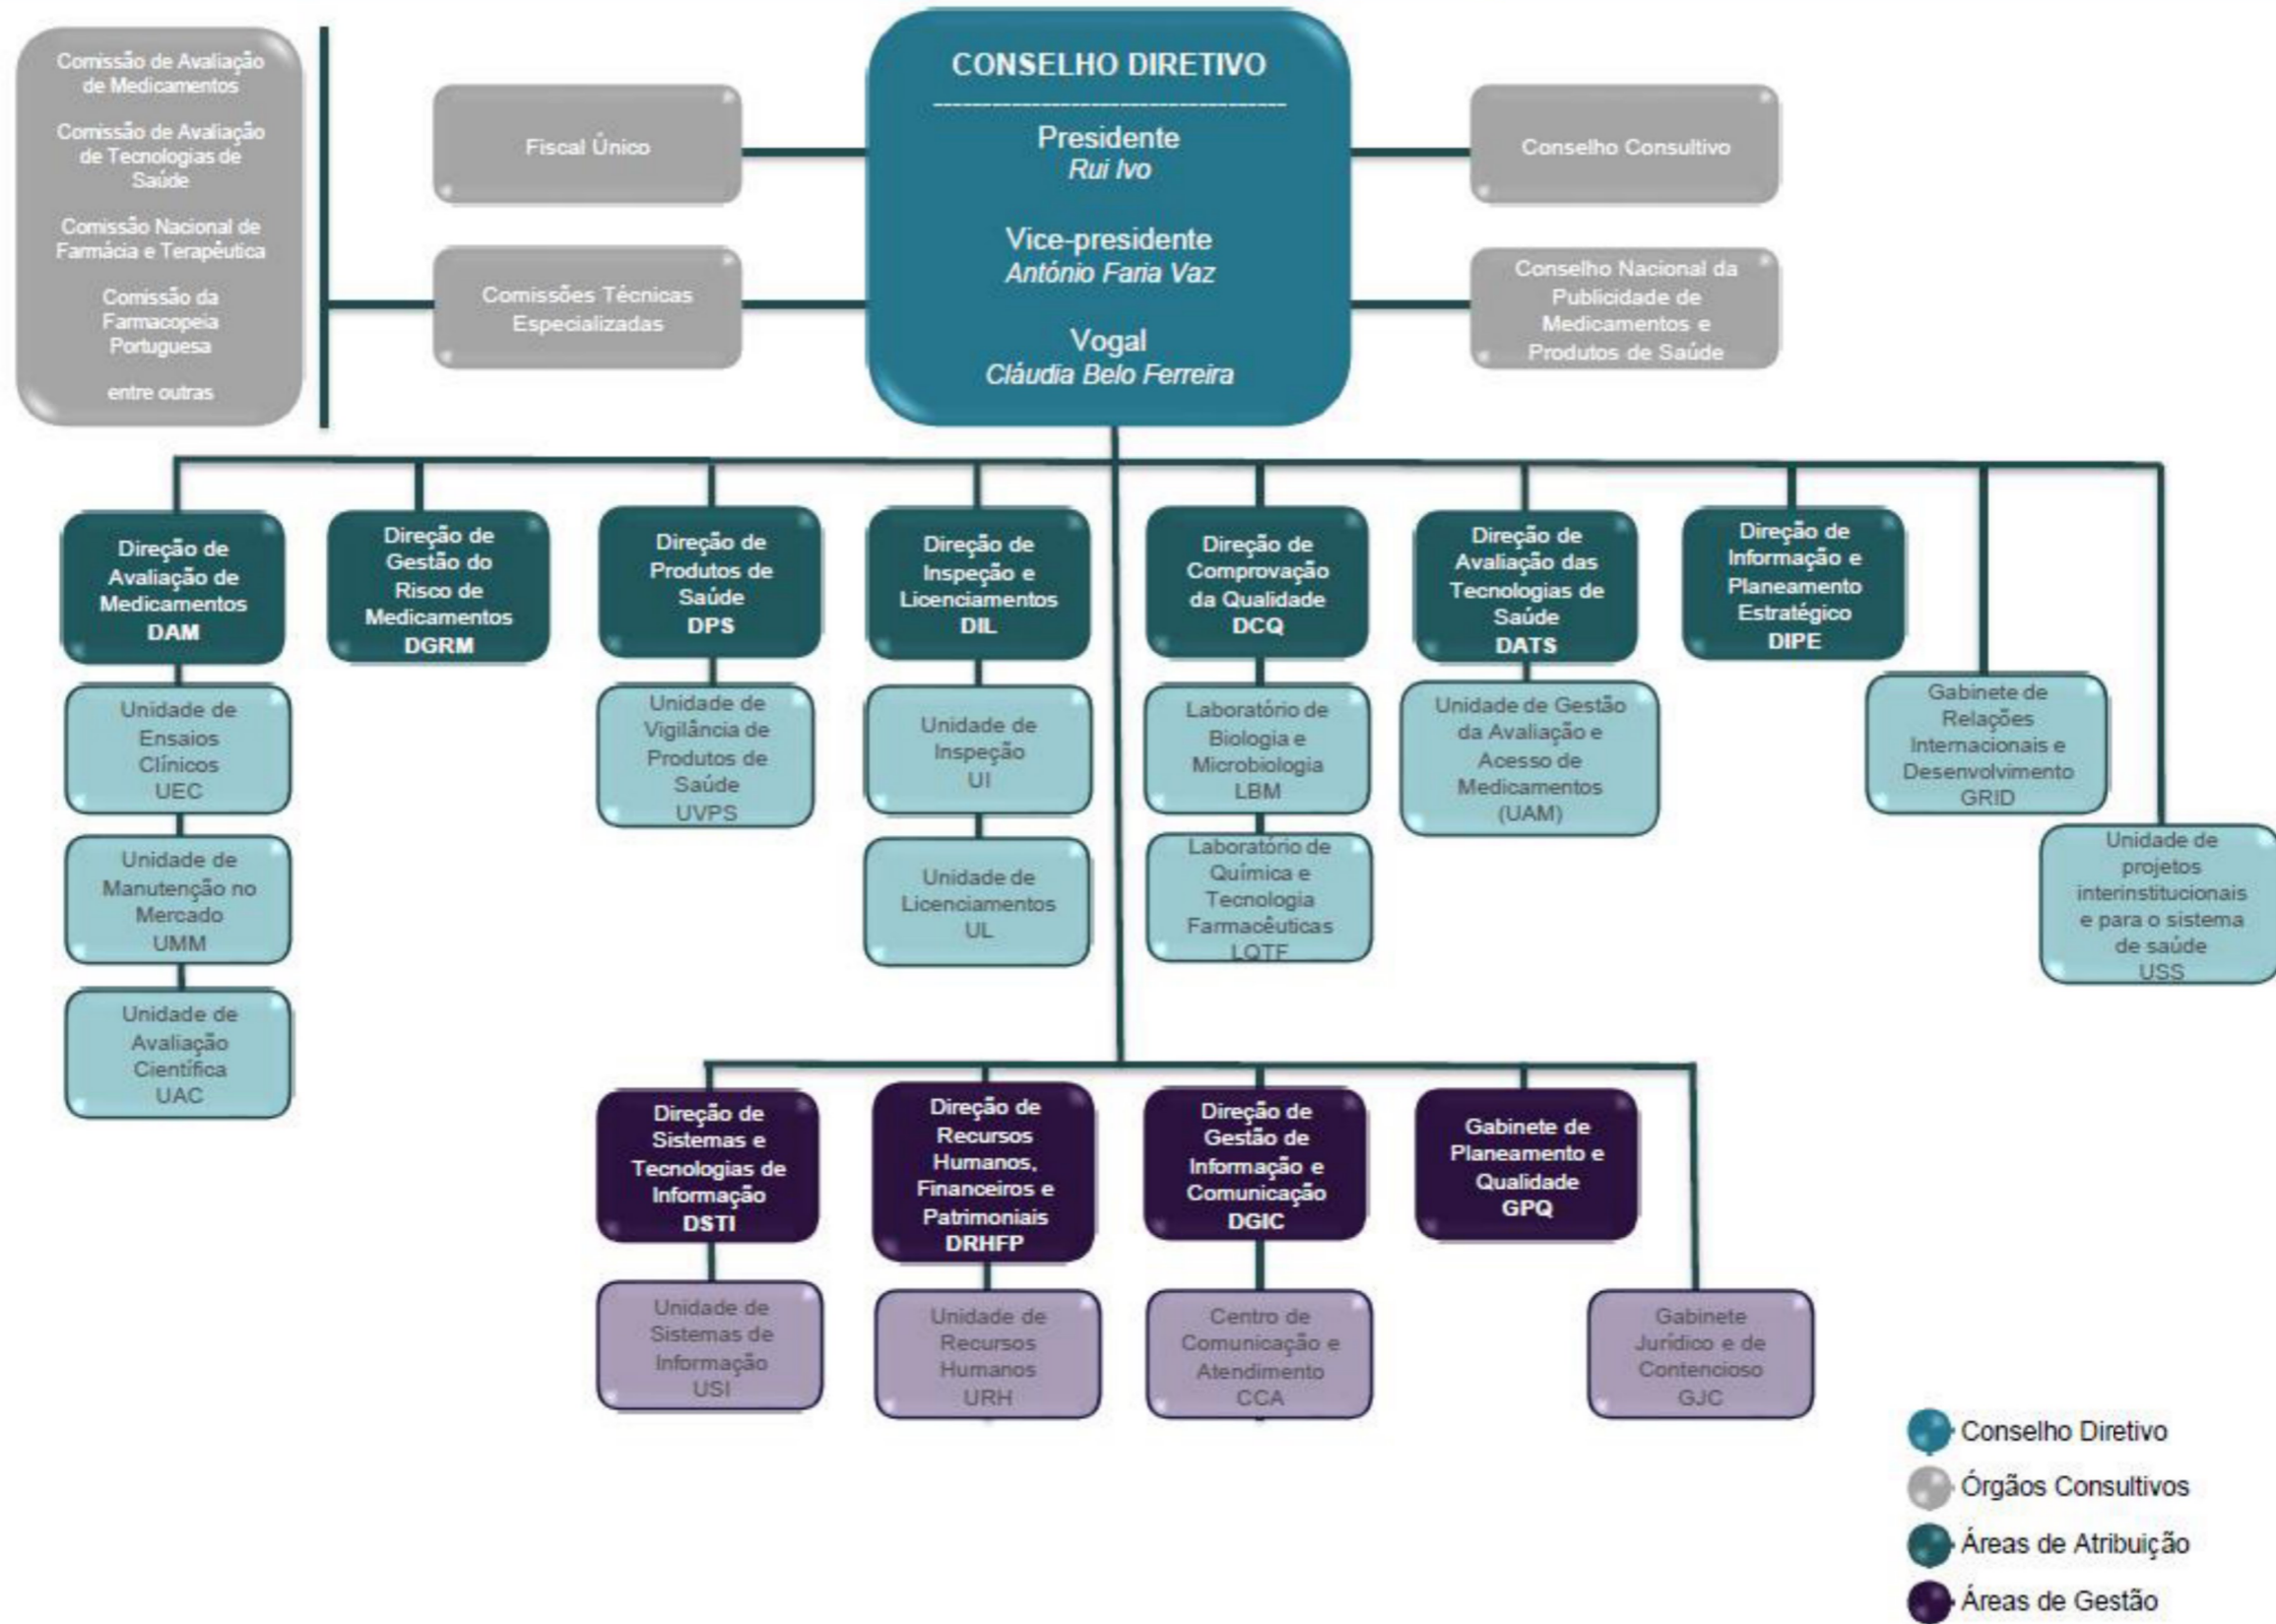 Comissão de Avaliação
de Medicamentos
Comissão de Avaliação
de Tecnologias de
Saúde
Comissão Nacional de
Farmácia e Terapêutica
Comissão da
Farmacopeia
Portuguesa
entre outras
Fiscal Único
Comissões Técnicas
Especializadas
CONSELHO DIRETIVO
------------------------------------
Presidente
Rui Ivo
Vice-presidente
António Faria Vaz
Vogal
Cláudia Belo Ferreira
Conselho Consultivo
Conselho Nacional da
Publicidade de
Medicamentos e
Produtos de Saúde
Direção de
Avaliação de
Medicamentos
DAM
Direção de
Gestão do
Risco de
Medicamentos
DGRM
Direção de
Produtos de
Saúde
DPS
Direção de
Inspeção e
Licenciamentos
DIL
Direção de
Comprovação
da Qualidade
DCQ
Direção de
Avaliação das
Tecnologias de
Saúde
DATS
Direção de
Informação e
Planeamento
Estratégico
DIPE
Unidade de
Ensaios
Clínicos
UEC
Unidade de
Vigilância de
Produtos de
Saúde
UVPS
Unidade de
Inspeção
UI
Laboratório de
Biologia e
Microbiologia
LBM
Unidade de Gestão
da Avaliação e
Acesso de
Medicamentos
(UAM)
Gabinete de
Relações
Internacionais e
Desenvolvimento
GRID
Unidade de
Manutenção no
Mercado
UMM
Unidade de
Licenciamentos
UL
Laboratório de
Química e
Tecnologia
Farmacêuticas
LQTF
Unidade de
projetos
interinstitucionais
e para o sistema
de saúde
USS
Unidade de
Avaliação
Científica
UAC
Direção de
Sistemas e
Tecnologias de
Informação
DSTI
Direção de
Recursos
Humanos,
Financeiros e
Patrimoniais
DRHFP
Direção de
Gestão de
Informação e
Comunicação
DGIC
Gabinete de
Planeamento e
Qualidade
GPQ
Unidade de
Sistemas de
Informação
USI
Unidade de
Recursos
Humanos
URH
Centro de
Comunicação e
Atendimento
CCA
Gabinete
Jurídico e de
Contencioso
GJC
Conselho Diretivo
Órgãos Consultivos
Áreas de Atribuição
Áreas de Gestão